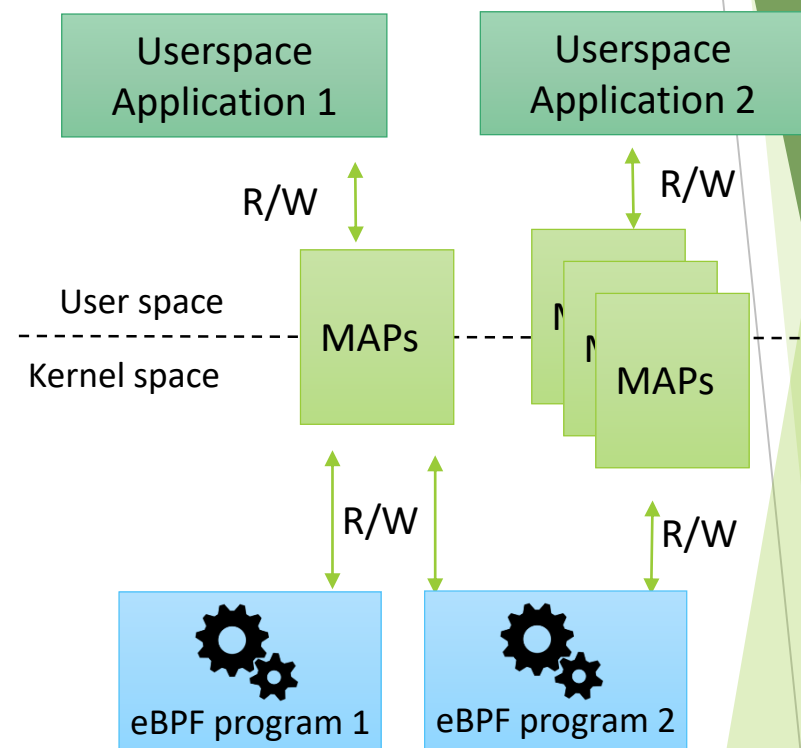 Userspace
Application 1
Userspace
Application 2
R/W
R/W
User space
MAPs
MAPs
Kernel space
R/W
R/W
eBPF program 1
eBPF program 2